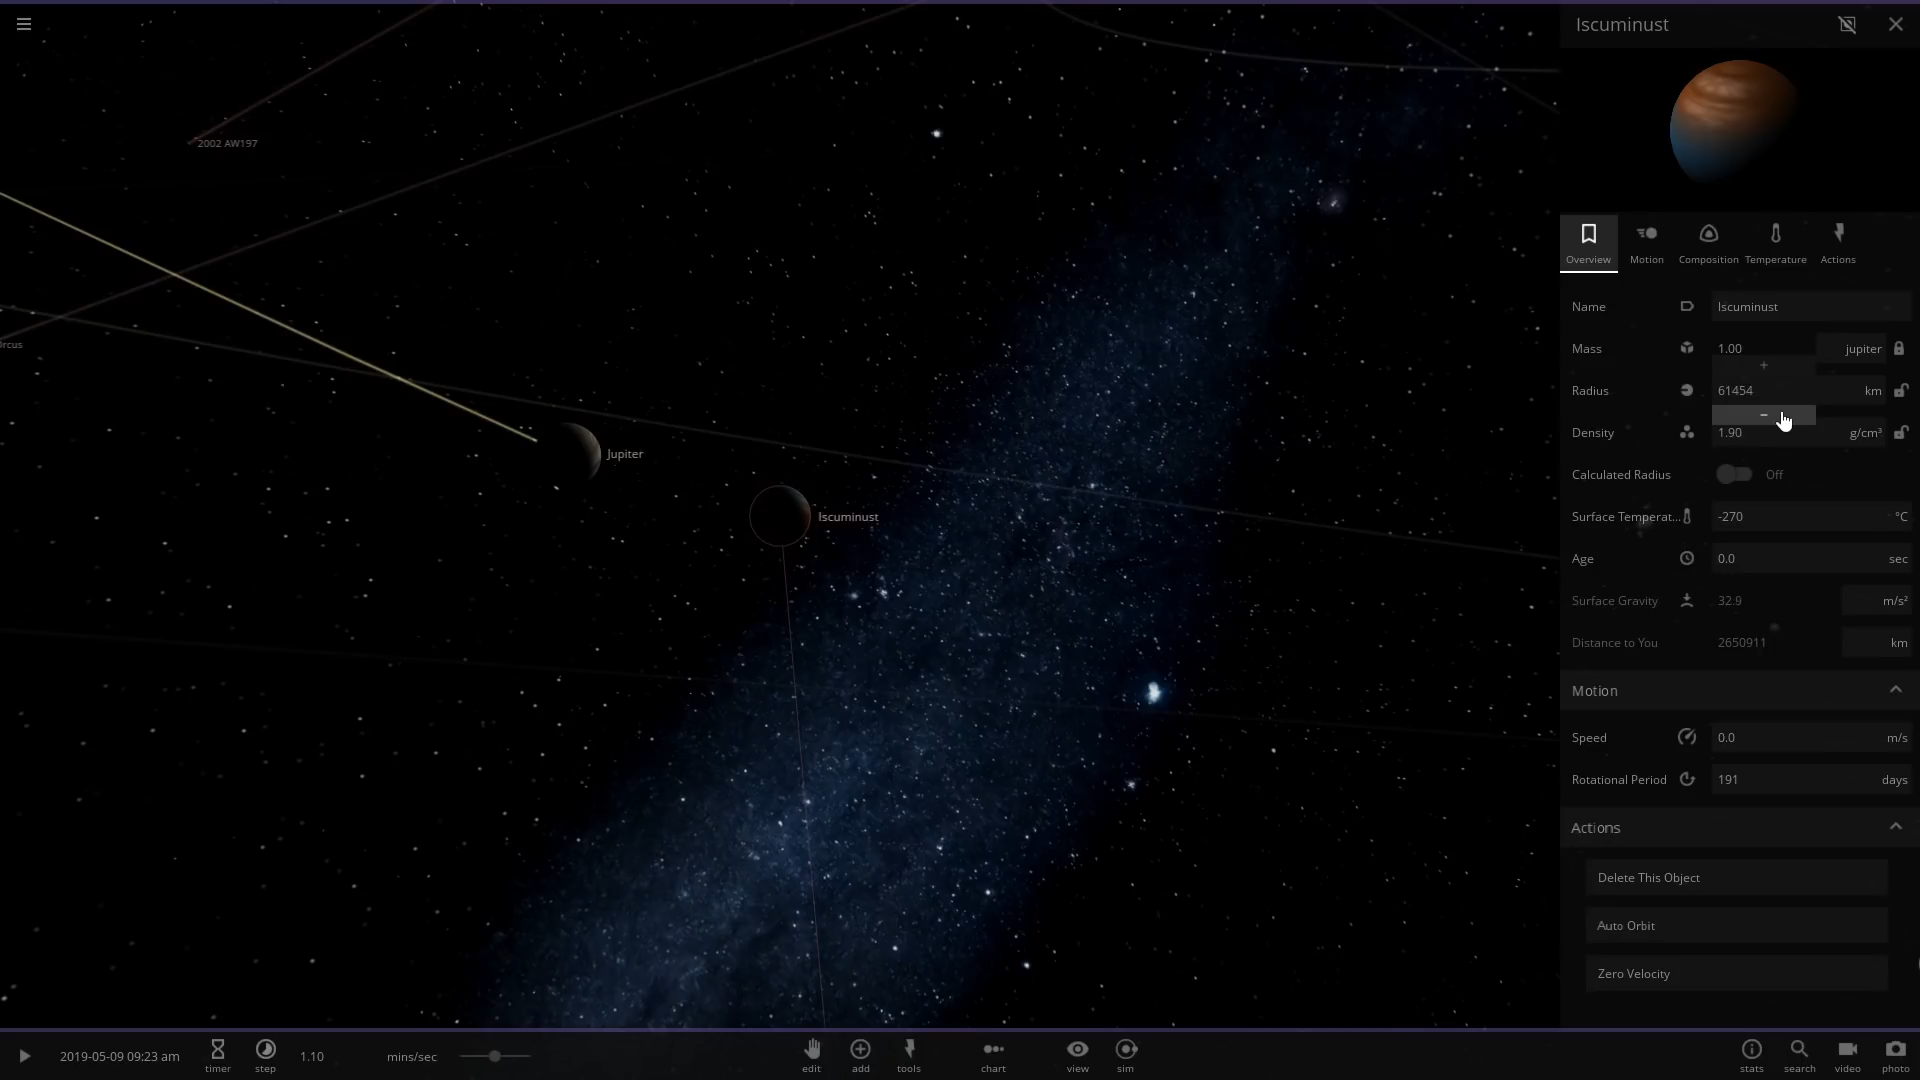 Iscuminust
2002 AW197
Orcus
Jupiter
Iscuminust
Overview
Motion
Composition
Temperature
Actions
Name Iscuminust
Mass 1.00 jupiter
+
Radius 61454 km
-
Density 1.90 g/cm³
Calculated Radius Off
Surface Temperat... -270 °C
Age 0.0 sec
Surface Gravity 32.9 m/s²
Distance to You 2650911 km
Motion
Speed 0.0 m/s
Rotational Period 191 days
Actions
Delete This Object
Auto Orbit
Zero Velocity
2019-05-09 09:23 am
timer
step
1.10 mins/sec
edit
add
tools
chart
view
sim
stats
search
video
photo